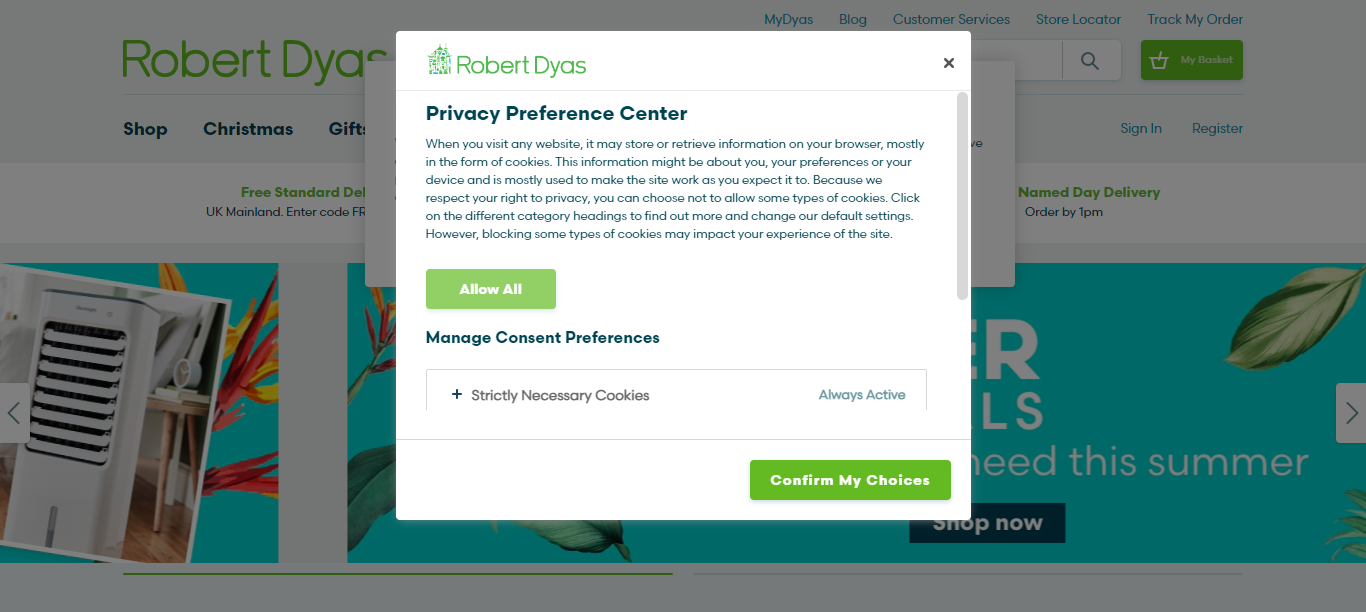 MyDyas Blog Customer Services Store Locator Track My Order
Robert Dyas
My Basket
Shop Christmas Gifts
Sign In Register
Free Standard Del
UK Mainland. Enter code FR
Named Day Delivery
Order by 1pm
Robert Dyas
Privacy Preference Center
When you visit any website, it may store or retrieve information on your browser, mostly
in the form of cookies. This information might be about you, your preferences or your
device and is mostly used to make the site work as you expect it to. Because we
respect your right to privacy, you can choose not to allow some types of cookies. Click
on the different category headings to find out more and change our default settings.
However, blocking some types of cookies may impact your experience of the site.
Allow All
Manage Consent Preferences
+ Strictly Necessary Cookies Always Active
Confirm My Choices
ER
LS
need this summer
Shop now